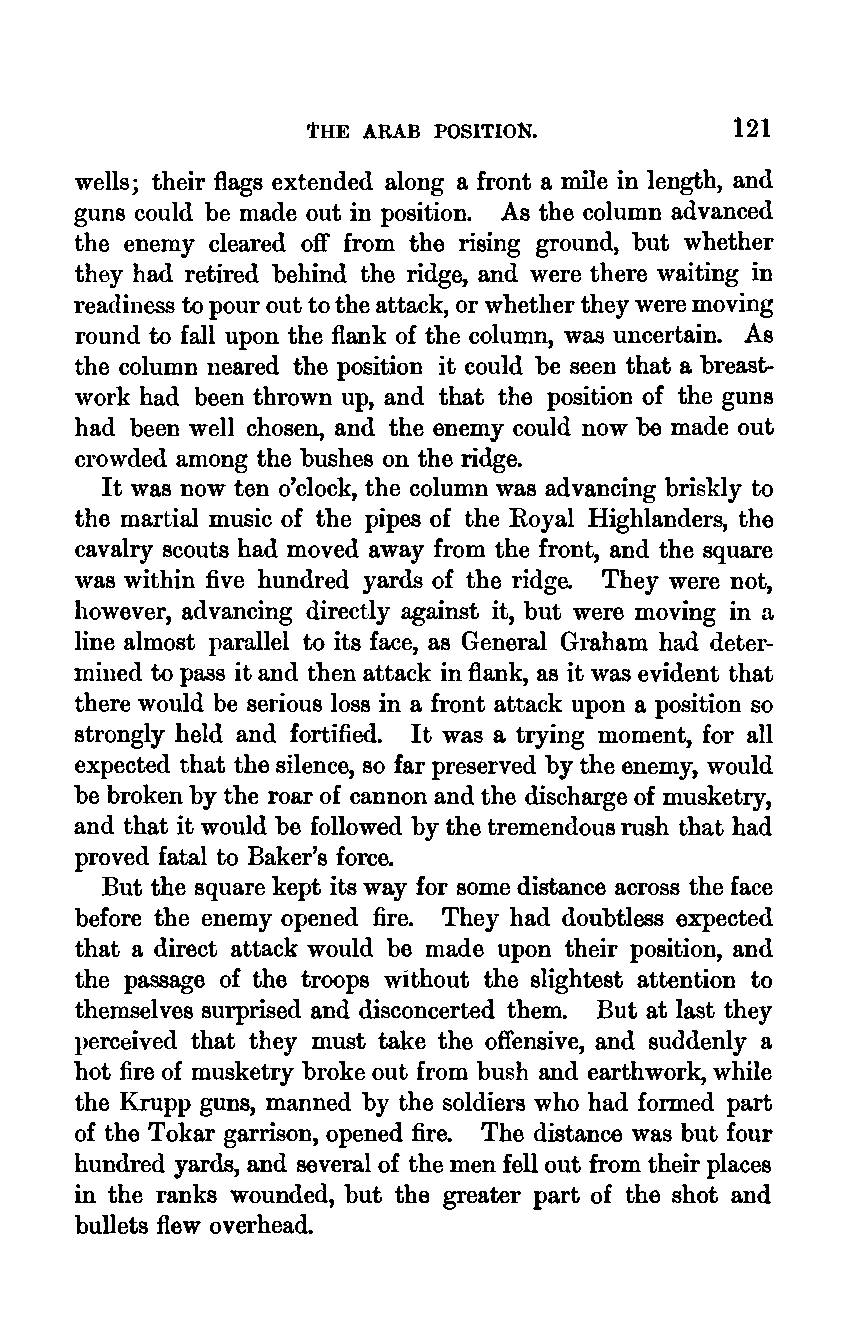 THE ARAB POSITION. 121
wells; their flags extended along a front a mile in length, and
guns could be made out in position. As the column advanced
the enemy cleared off from the rising ground, but whether
they had retired behind the ridge, and were there waiting in
readiness to pour out to the attack, or whether they were moving
round to fall upon the flank of the column, was uncertain. As
the column neared the position it could be seen that a breast-
work had been thrown up, and that the position of the guns
had been well chosen, and the enemy could now be made out
crowded among the bushes on the ridge.
It was now ten o'clock, the column was advancing briskly to
the martial music of the pipes of the Royal Highlanders, the
cavalry scouts had moved away from the front, and the square
was within five hundred yards of the ridge. They were not,
however, advancing directly against it, but were moving in a
line almost parallel to its face, as General Graham had deter-
mined to pass it and then attack in flank, as it was evident that
there would be serious loss in a front attack upon a position so
strongly held and fortified. It was a trying moment, for all
expected that the silence, so far preserved by the enemy, would
be broken by the roar of cannon and the discharge of musketry,
and that it would be followed by the tremendous rush that had
proved fatal to Baker's force.
But the square kept its way for some distance across the face
before the enemy opened fire. They had doubtless expected
that a direct attack would be made upon their position, and
the passage of the troops without the slightest attention to
themselves surprised and disconcerted them. But at last they
perceived that they must take the offensive, and suddenly a
hot fire of musketry broke out from bush and earthwork, while
the Krupp guns, manned by the soldiers who had formed part
of the Tokar garrison, opened fire. The distance was but four
hundred yards, and several of the men fell out from their places
in the ranks wounded, but the greater part of the shot and
bullets flew overhead.